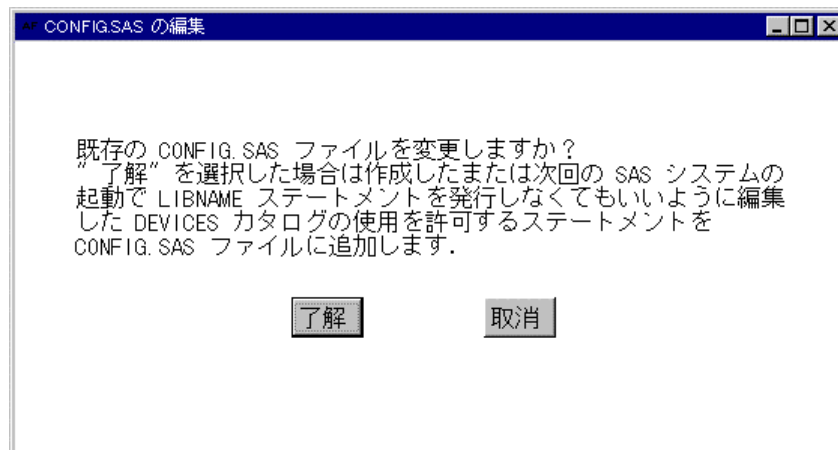 AF CONFIG.SAS の編集
既存の CONFIG.SAS ファイルを変更しますか？
"了解"を選択した場合は作成したまたは次回の SAS システムの
起動で LIBNAME ステートメントを発行しなくてもいいように編集
した DEVICES カタログの使用を許可するステートメントを
CONFIG.SAS ファイルに追加します.
了解 取消